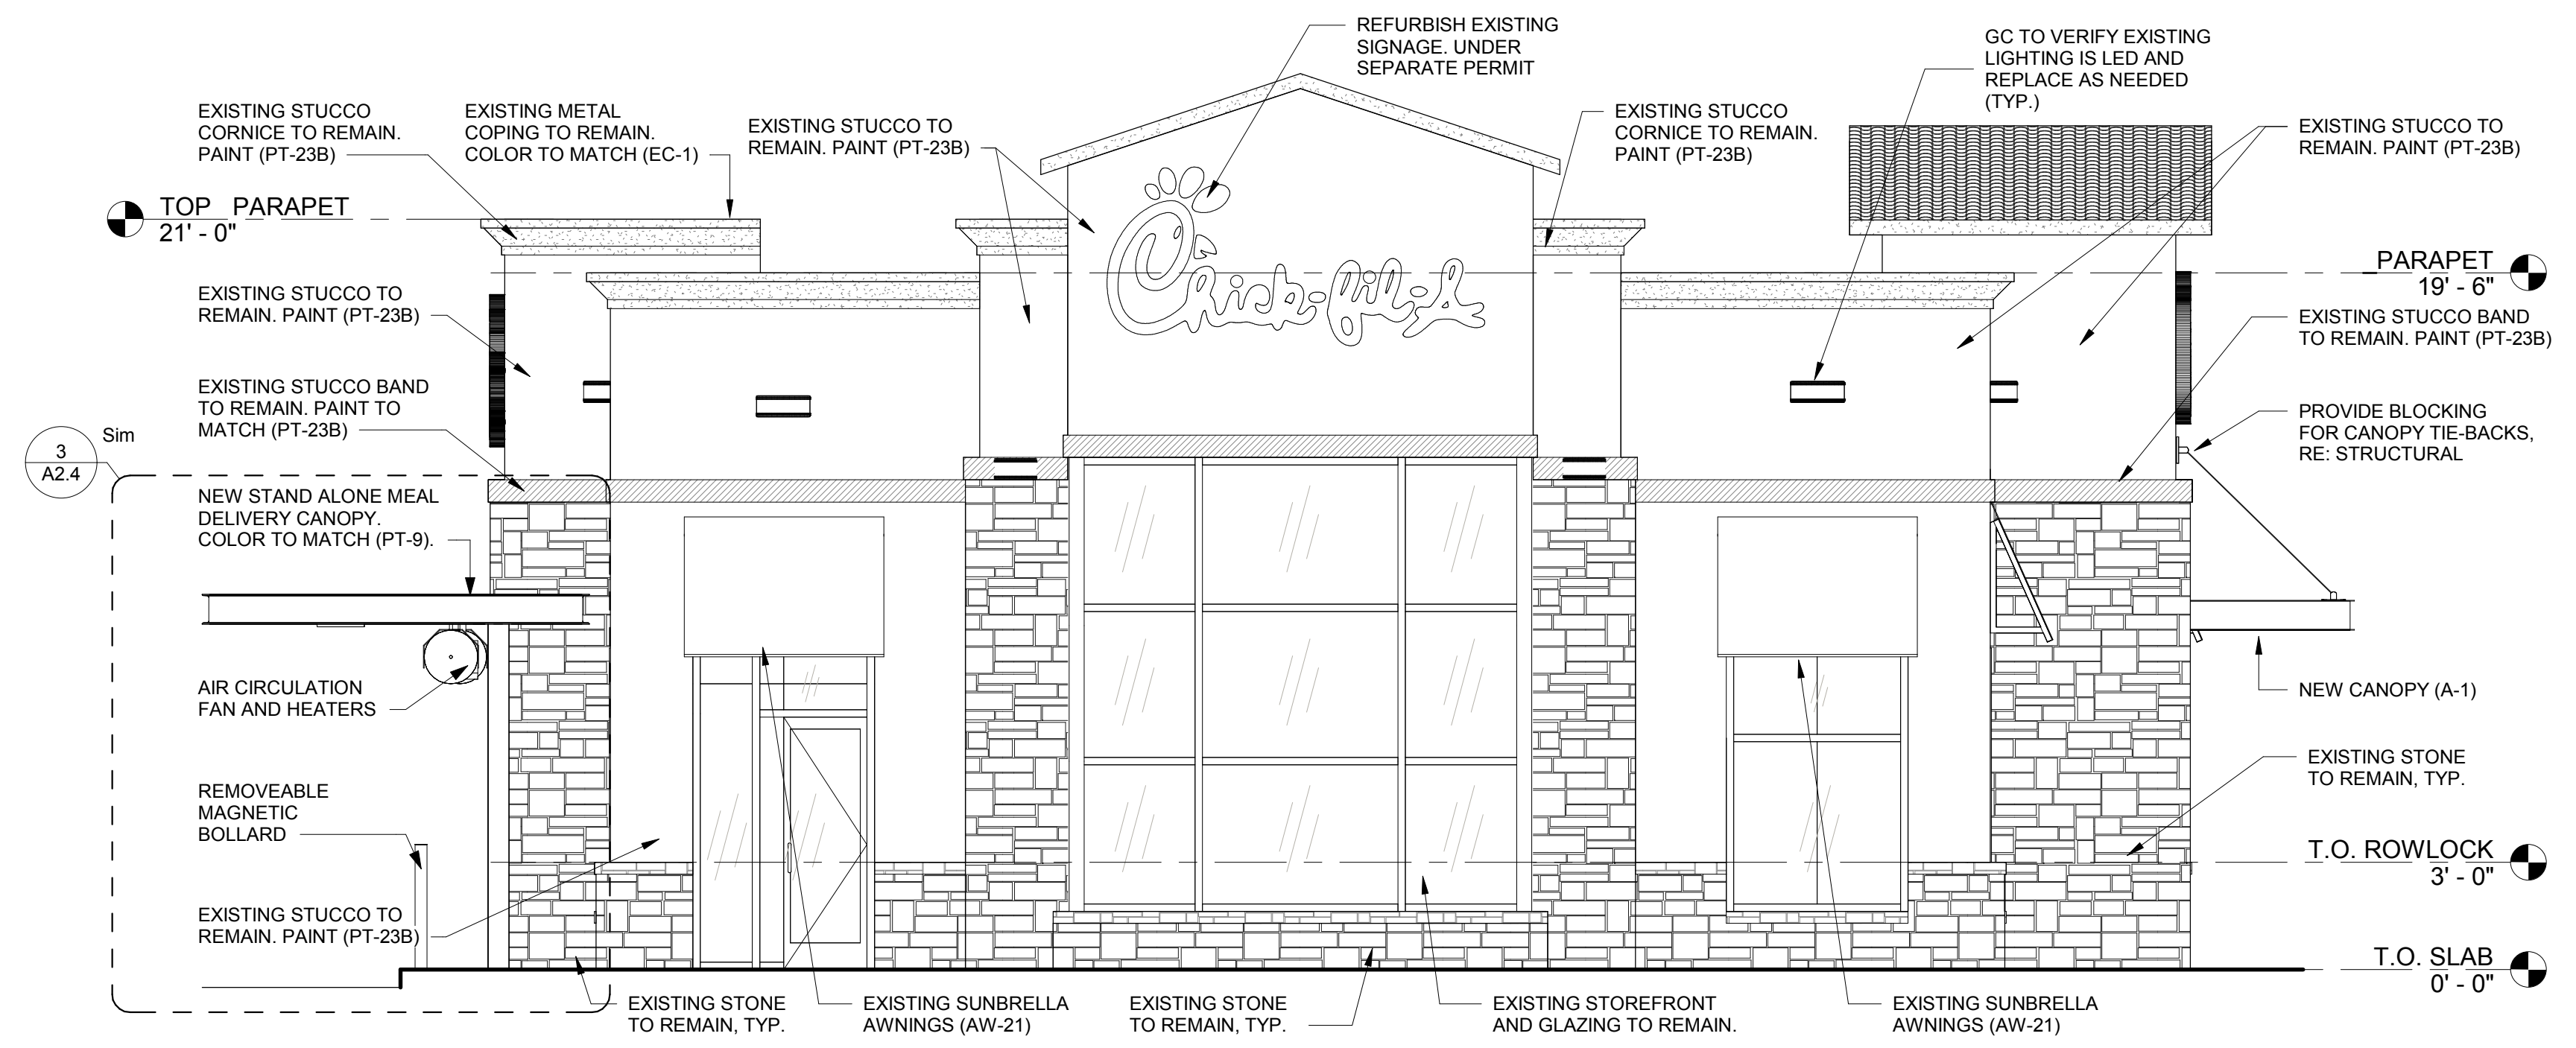 REFURBISH EXISTING
SIGNAGE. UNDER
SEPARATE PERMIT
GC TO VERIFY EXISTING
LIGHTING IS LED AND
REPLACE AS NEEDED
(TYP.)
EXISTING STUCCO
CORNICE TO REMAIN.
PAINT (PT-23B)
EXISTING METAL
COPING TO REMAIN.
COLOR TO MATCH (EC-1)
EXISTING STUCCO TO
REMAIN. PAINT (PT-23B)
EXISTING STUCCO
CORNICE TO REMAIN.
PAINT (PT-23B)
EXISTING STUCCO TO
REMAIN. PAINT (PT-23B)
TOP PARAPET
21' - 0"
Chick-fil-A
PARAPET
19' - 6"
EXISTING STUCCO TO
REMAIN. PAINT (PT-23B)
EXISTING STUCCO BAND
TO REMAIN. PAINT (PT-23B)
EXISTING STUCCO BAND
TO REMAIN. PAINT TO
MATCH (PT-23B)
PROVIDE BLOCKING
FOR CANOPY TIE-BACKS,
RE: STRUCTURAL
3
A2.4
Sim
NEW STAND ALONE MEAL
DELIVERY CANOPY.
COLOR TO MATCH (PT-9).
AIR CIRCULATION
FAN AND HEATERS
NEW CANOPY (A-1)
EXISTING STONE
TO REMAIN, TYP.
REMOVEABLE
MAGNETIC
BOLLARD
T.O. ROWLOCK
3' - 0"
EXISTING STUCCO TO
REMAIN. PAINT (PT-23B)
T.O. SLAB
0' - 0"
EXISTING STONE
TO REMAIN, TYP.
EXISTING SUNBRELLA
AWNINGS (AW-21)
EXISTING STONE
TO REMAIN, TYP.
EXISTING STOREFRONT
AND GLAZING TO REMAIN.
EXISTING SUNBRELLA
AWNINGS (AW-21)